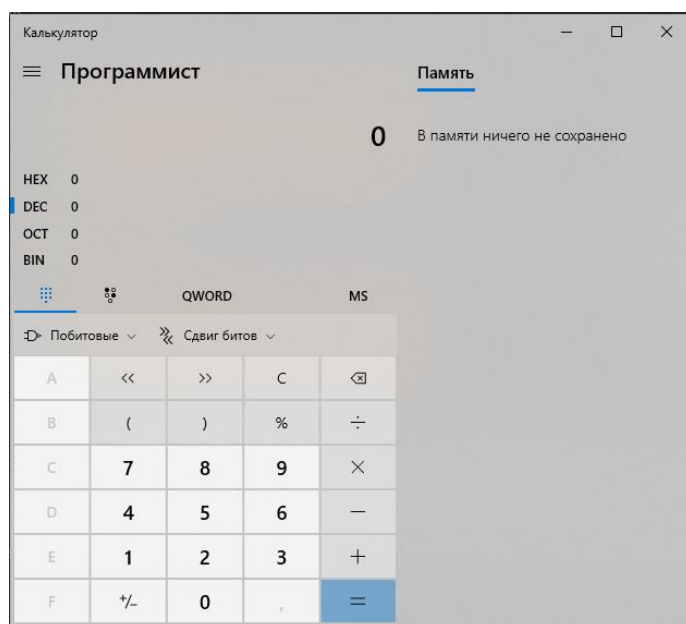 Калькулятор
Программист
Память
0
В памяти ничего не сохранено
HEX 0
DEC 0
OCT 0
BIN 0
QWORD MS
Побитовые Сдвиг битов
A << >> C
B ( ) % ÷
C 7 8 9 ×
D 4 5 6 −
E 1 2 3 +
F +/− 0 , =